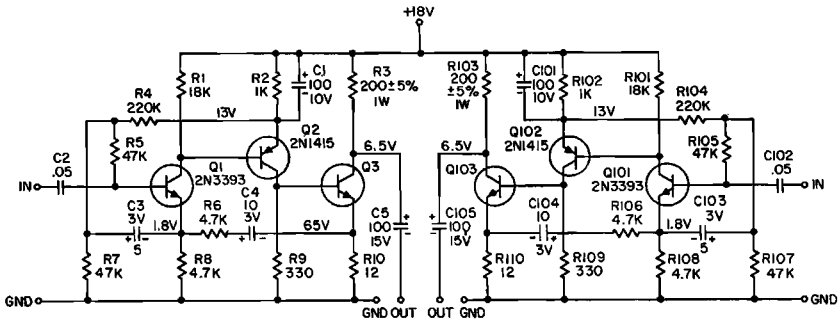 +18V
R1
18K
R2
1K
C1
100
10V
R3
200±5%
1W
R4
220K
13V
R5
47K
Q2
2N1415
6.5V
Q1
2N3393
Q3
C2
.05
IN
C3
3V
5
1.8V
R6
4.7K
C4
10
3V
65V
C5
100
15V
R7
47K
R8
4.7K
R9
330
R10
12
GND
GND
OUT
R103
200
±5%
1W
C101
100
10V
R102
1K
R101
18K
R104
220K
13V
R105
47K
Q102
2N1415
6.5V
Q103
Q101
2N3393
C102
.05
IN
C105
100
15V
C104
10
3V
R106
4.7K
1.8V
C103
3V
5
R110
12
R109
330
R108
4.7K
R107
47K
OUT
GND
GND